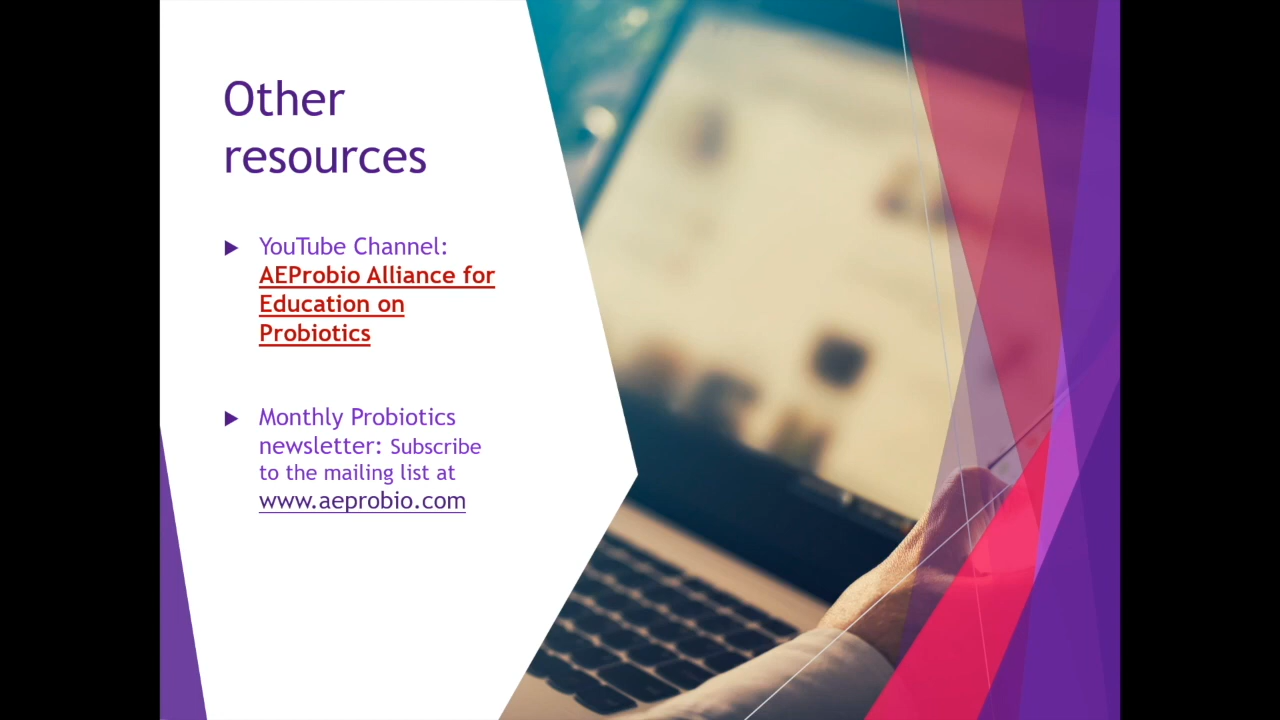 Other
resources
YouTube Channel:
AEProbio Alliance for
Education on
Probiotics
Monthly Probiotics
newsletter: Subscribe
to the mailing list at
www.aeprobio.com